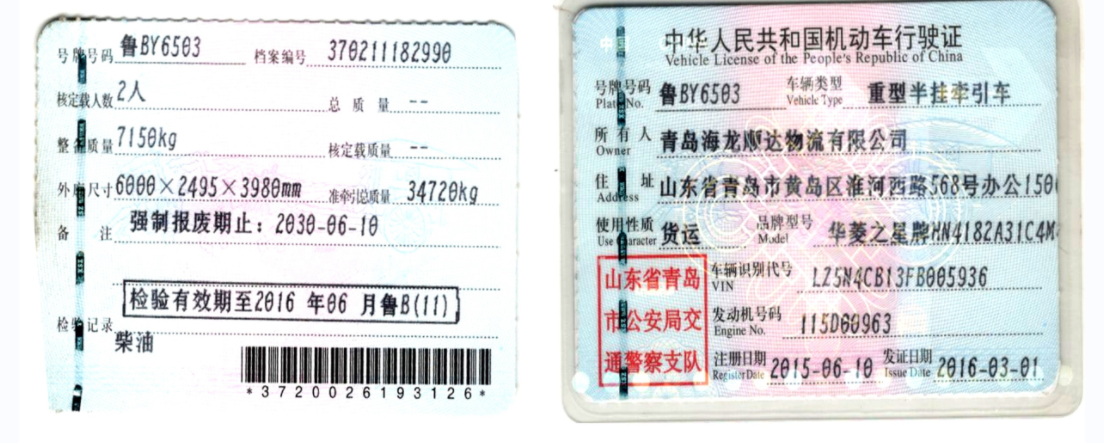 号牌号码 鲁BY6503 档案编号 370211182990
核定载人数 2人 总 质 量 --
整备质量 7150kg 核定载质量 --
外廓尺寸 6000×2495×3980mm 准牵引总质量 34720kg
备 注 强制报废期止：2030-06-10
检验有效期至2016 年06 月鲁B(11)
检验记录
柴油
*3720026193126*
中华人民共和国机动车行驶证
Vehicle License of the People's Republic of China
号牌号码 鲁BY6503 车辆类型 重型半挂牵引车
Plate No. Vehicle Type
所 有 人 青岛海龙顺达物流有限公司
Owner
住 址 山东省青岛市黄岛区淮河西路568号办公150
Address
使用性质 货运 品牌型号 华菱之星牌HN4182A31C4M
Use Character Model
山东省青岛 车辆识别代号 LZ5N4CB13FB005936
VIN
市公安局交 发动机号码 115D00963
Engine No.
通警察支队 注册日期 2015-06-10 发证日期 2016-03-01
Register Date Issue Date